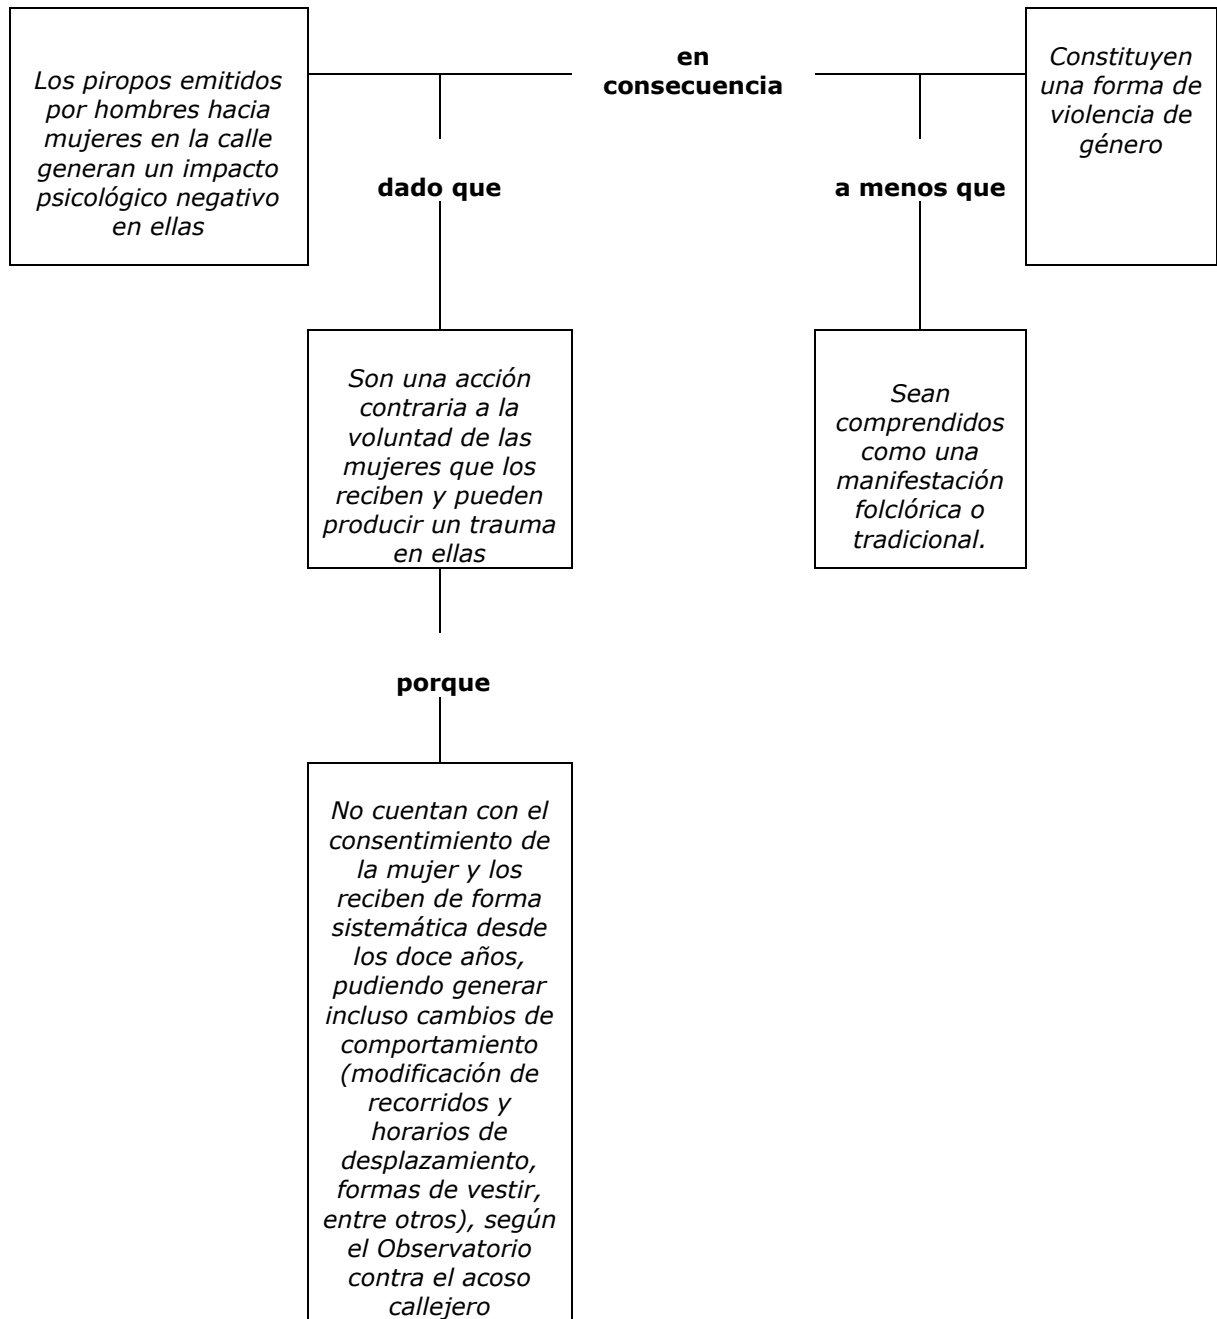 Los piropos emitidos
por hombres hacia
mujeres en la calle
generan un impacto
psicológico negativo
en ellas
en
consecuencia
Constituyen
una forma de
violencia de
género
dado que
a menos que
Son una acción
contraria a la
voluntad de las
mujeres que los
reciben y pueden
producir un trauma
en ellas
Sean
comprendidos
como una
manifestación
folclórica o
tradicional.
porque
No cuentan con el
consentimiento de
la mujer y los
reciben de forma
sistemática desde
los doce años,
pudiendo generar
incluso cambios de
comportamiento
(modificación de
recorridos y
horarios de
desplazamiento,
formas de vestir,
entre otros), según
el Observatorio
contra el acoso
callejero